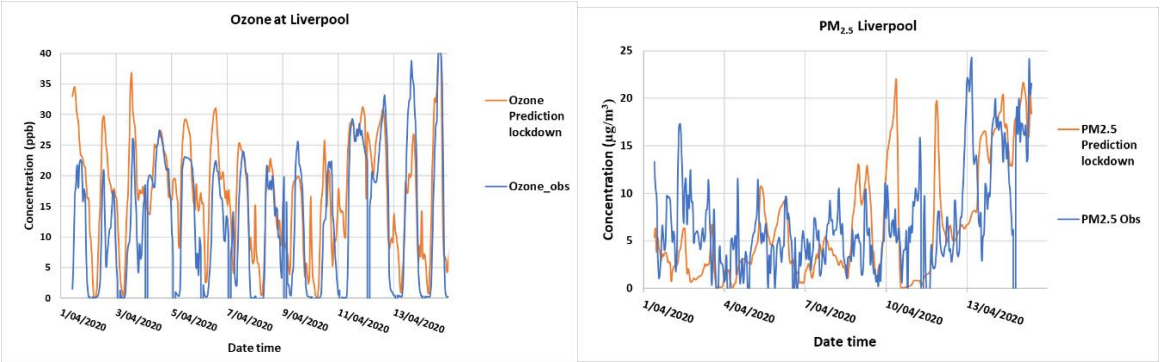 Ozone at Liverpool
40
35
30
25
20
15
10
5
0
Concentration (ppb)
1/04/2020
3/04/2020
5/04/2020
7/04/2020
9/04/2020
11/04/2020
13/04/2020
Date time
Ozone
Prediction
lockdown
Ozone_obs
PM2.5 Liverpool
25
20
15
10
5
0
Concentration (µg/m³)
1/04/2020
4/04/2020
7/04/2020
10/04/2020
13/04/2020
Date time
PM2.5
Prediction
lockdown
PM2.5 Obs